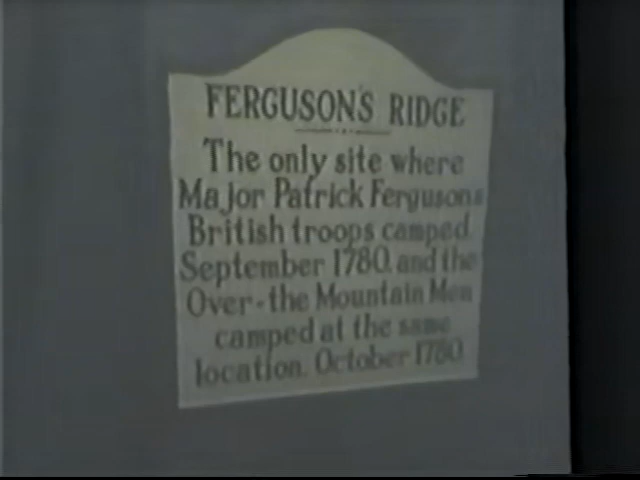 FERGUSON'S RIDGE
The only site where
Major Patrick Fergusons
British troops camped
September 1780, and the
Over-the Mountain Men
camped at the same
location, October 1780